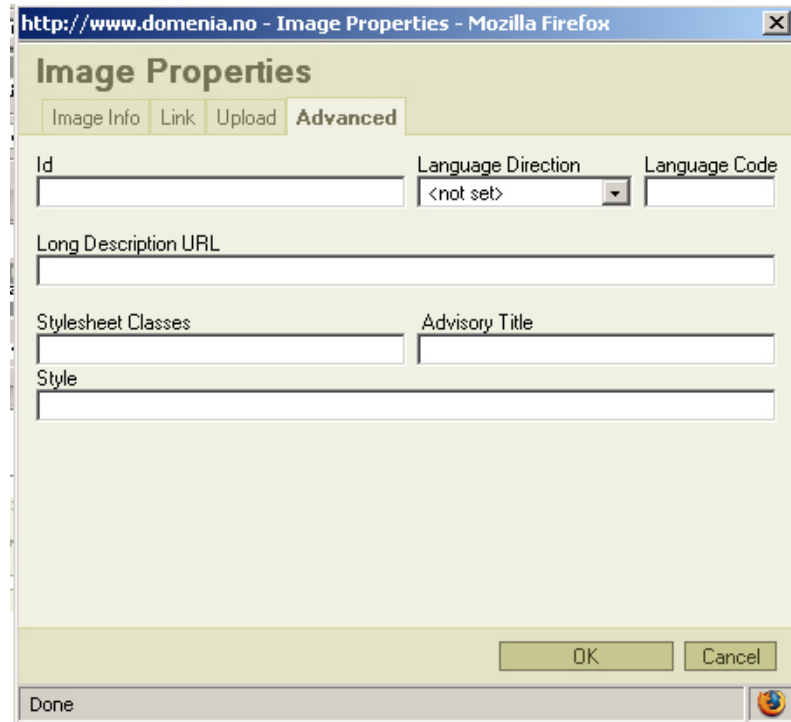 http://www.domenia.no - Image Properties - Mozilla Firefox
Image Properties
Image Info Link Upload Advanced
Id Language Direction Language Code
<not set>
Long Description URL
Stylesheet Classes Advisory Title
Style
OK Cancel
Done